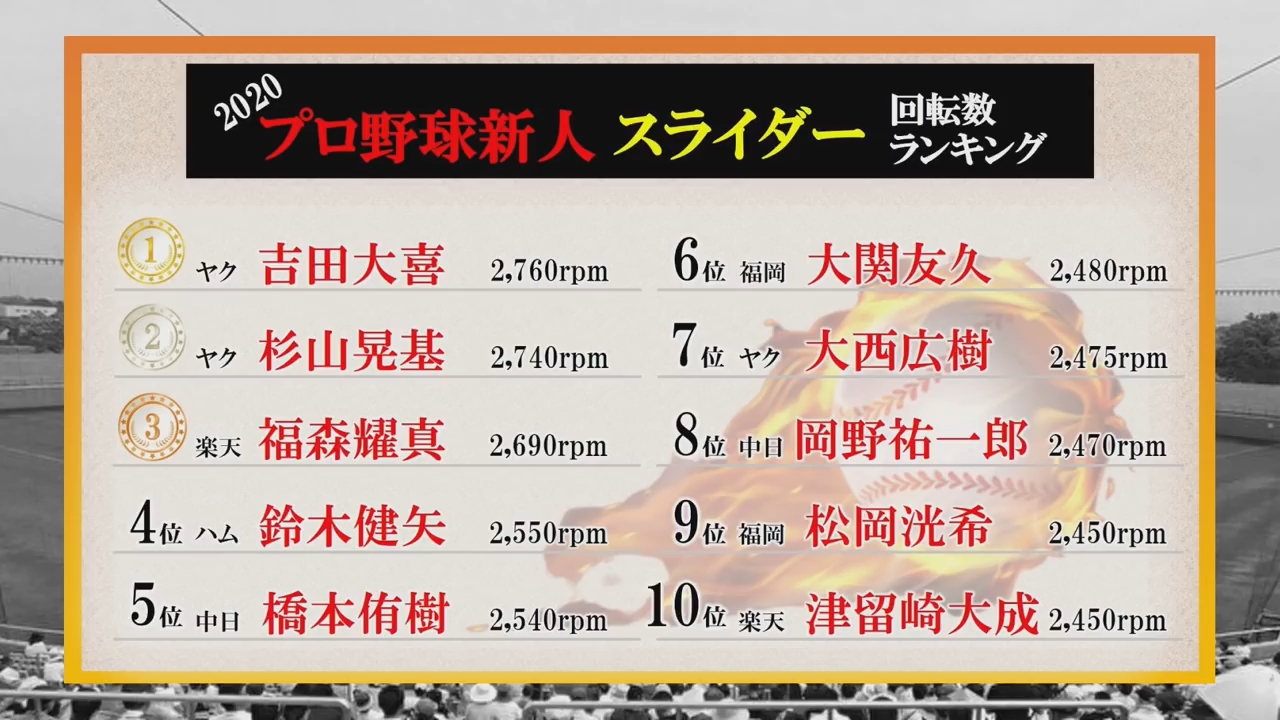 2020 プロ野球新人 スライダー 回転数ランキング
1 ヤク 吉田大喜 2,760rpm
2 ヤク 杉山晃基 2,740rpm
3 楽天 福森耀真 2,690rpm
4位 ハム 鈴木健矢 2,550rpm
5位 中日 橋本侑樹 2,540rpm
6位 福岡 大関友久 2,480rpm
7位 ヤク 大西広樹 2,475rpm
8位 中日 岡野祐一郎 2,470rpm
9位 福岡 松岡洸希 2,450rpm
10位 楽天 津留崎大成 2,450rpm